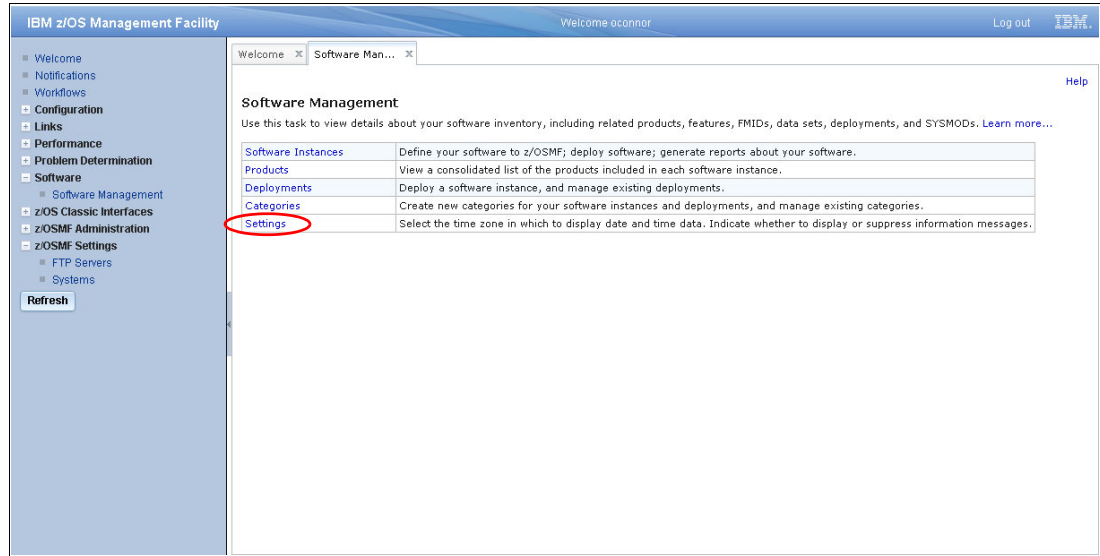 IBM z/OS Management Facility
Welcome oconnor
Log out
IBM.
Welcome
Notifications
Workflows
Configuration
Links
Performance
Problem Determination
Software
Software Management
z/OS Classic Interfaces
z/OSMF Administration
z/OSMF Settings
FTP Servers
Systems
Refresh
Welcome
Software Man...
Help
Software Management
Use this task to view details about your software inventory, including related products, features, FMIDs, data sets, deployments, and SYSMODs. Learn more...
Software Instances Define your software to z/OSMF; deploy software; generate reports about your software.
Products View a consolidated list of the products included in each software instance.
Deployments Deploy a software instance, and manage existing deployments.
Categories Create new categories for your software instances and deployments, and manage existing categories.
Settings Select the time zone in which to display date and time data. Indicate whether to display or suppress information messages.